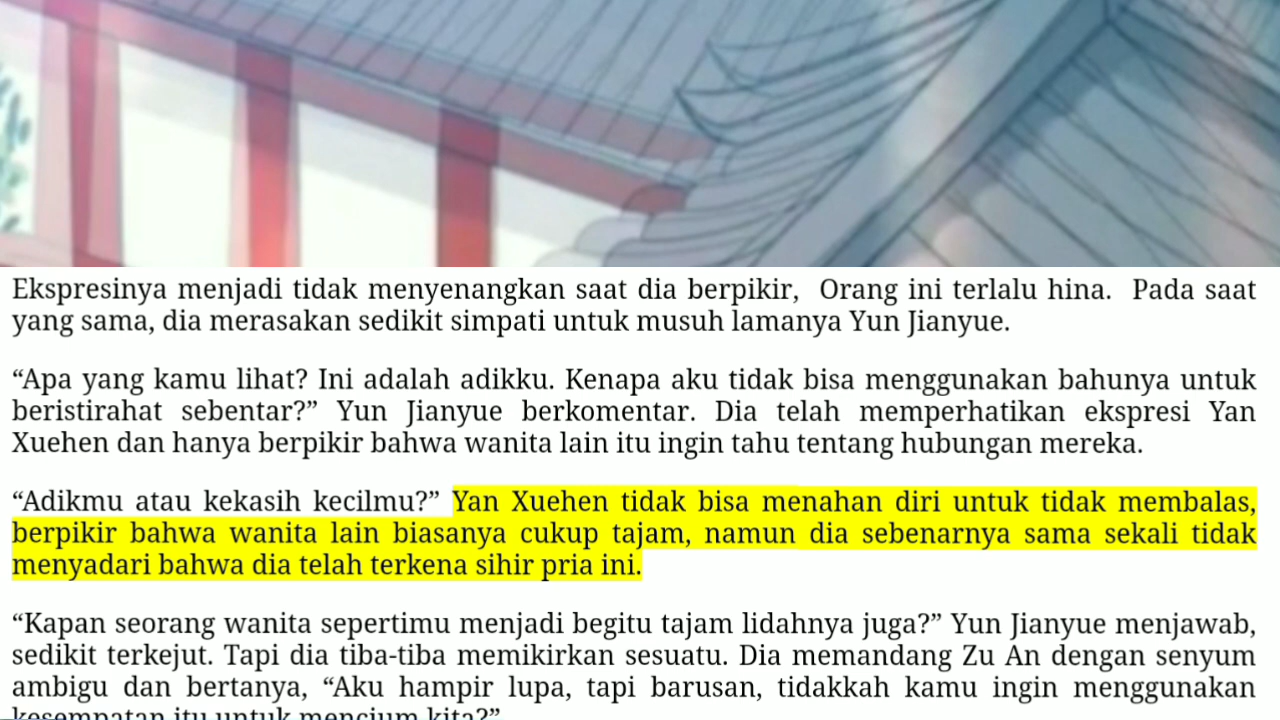 Ekspresinya menjadi tidak menyenangkan saat dia berpikir,  Orang ini terlalu hina.  Pada saat
yang sama, dia merasakan sedikit simpati untuk musuh lamanya Yun Jianyue.
“Apa yang kamu lihat? Ini adalah adikku. Kenapa aku tidak bisa menggunakan bahunya untuk
beristirahat sebentar?” Yun Jianyue berkomentar. Dia telah memperhatikan ekspresi Yan
Xuehen dan hanya berpikir bahwa wanita lain itu ingin tahu tentang hubungan mereka.
“Adikmu atau kekasih kecilmu?” Yan Xuehen tidak bisa menahan diri untuk tidak membalas,
berpikir bahwa wanita lain biasanya cukup tajam, namun dia sebenarnya sama sekali tidak
menyadari bahwa dia telah terkena sihir pria ini.
“Kapan seorang wanita sepertimu menjadi begitu tajam lidahnya juga?” Yun Jianyue menjawab,
sedikit terkejut. Tapi dia tiba-tiba memikirkan sesuatu. Dia memandang Zu An dengan senyum
ambigu dan bertanya, “Aku hampir lupa, tapi barusan, tidakkah kamu ingin menggunakan
kesempatan itu untuk mencium kita?”